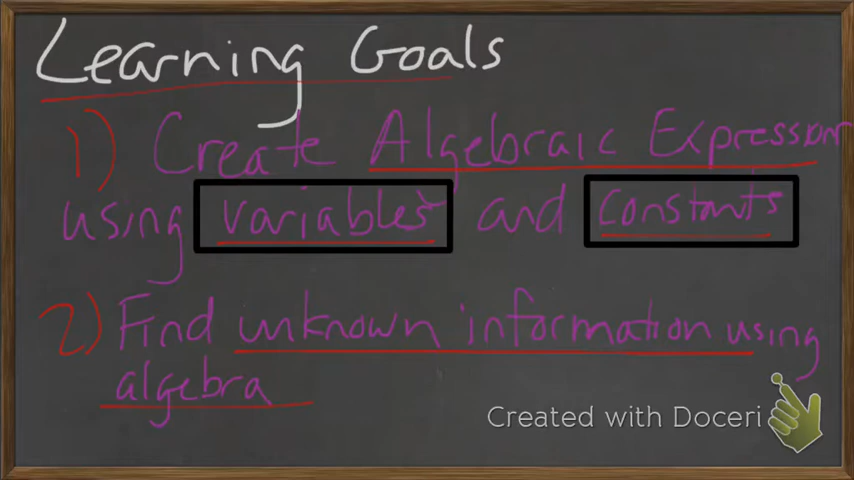 Learning Goals
1) Create Algebraic Expression
using variables and constants
2) Find unknown information using
algebra
Created with Doceri